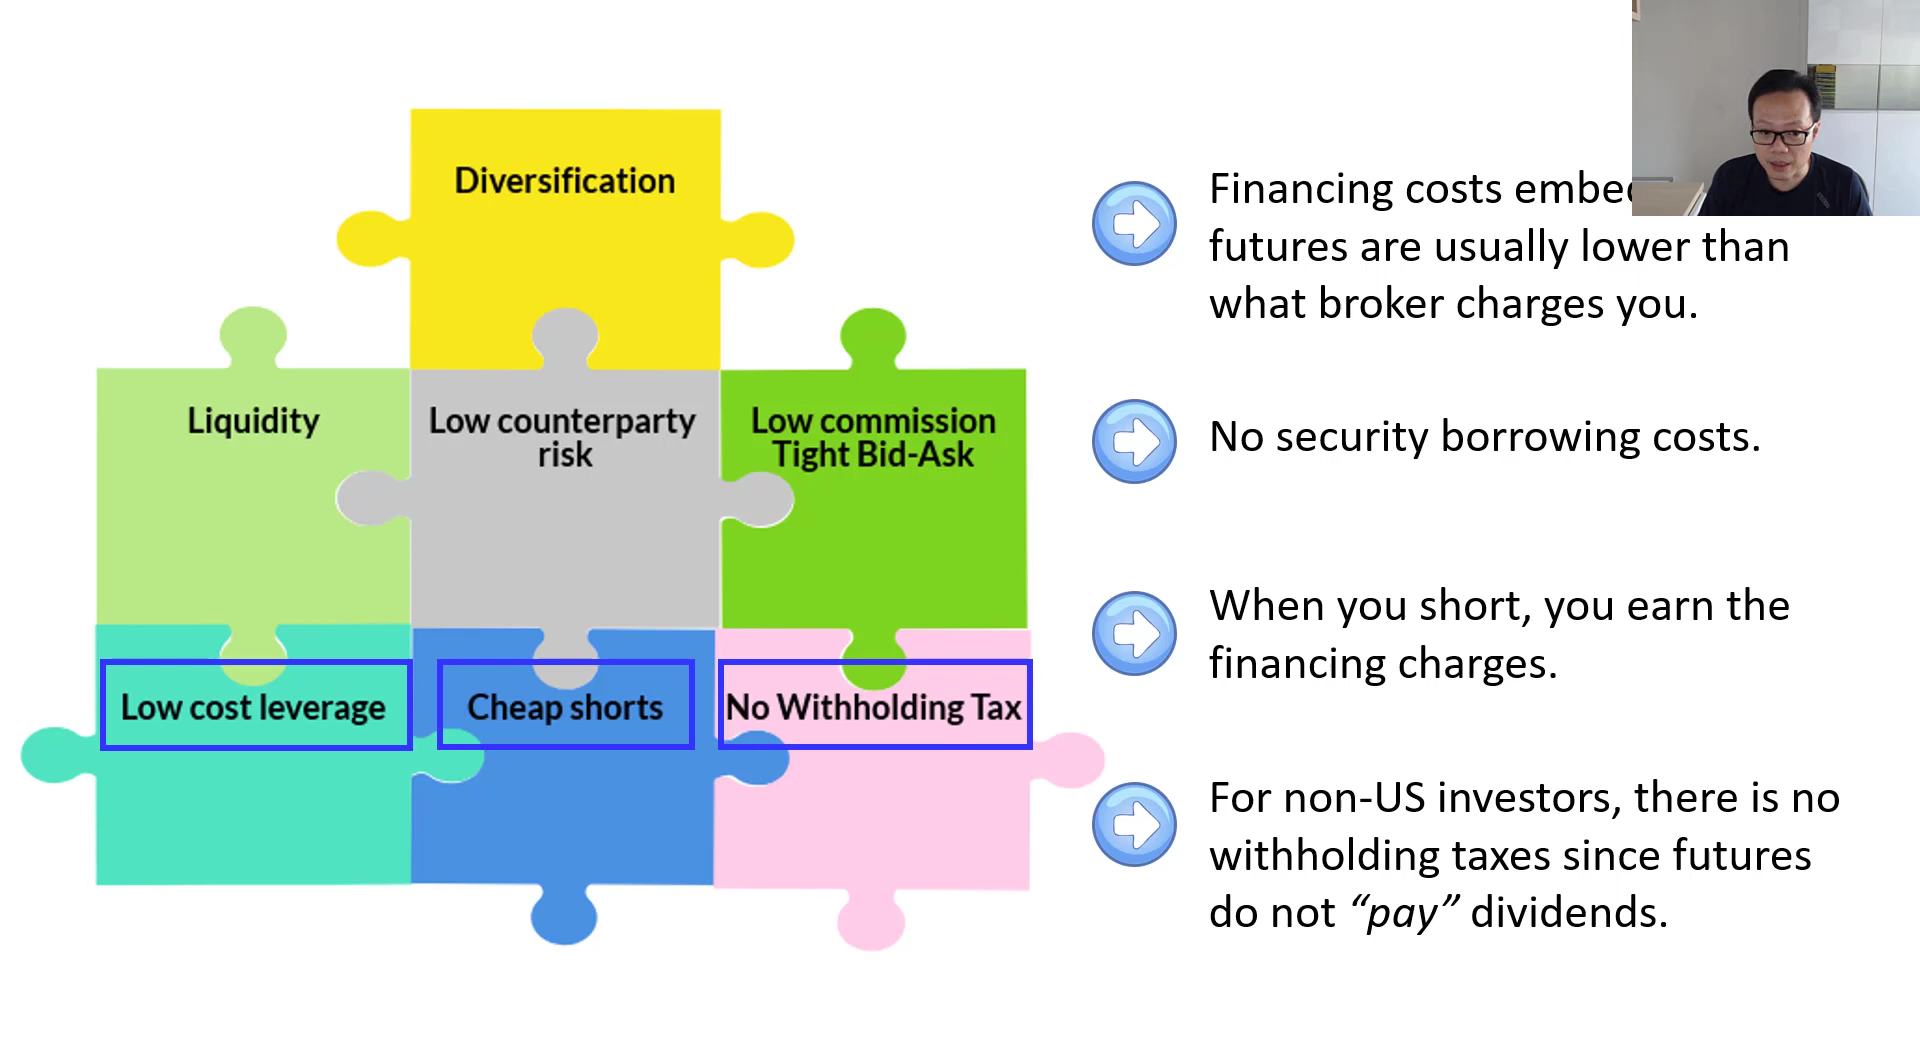 Diversification
Liquidity
Low counterparty
risk
Low commission
Tight Bid-Ask
Low cost leverage
Cheap shorts
No Withholding Tax
Financing costs
futures are usually lower than
what broker charges you.
No security borrowing costs.
When you short, you earn the
financing charges.
For non-US investors, there is no
withholding taxes since futures
do not “pay” dividends.